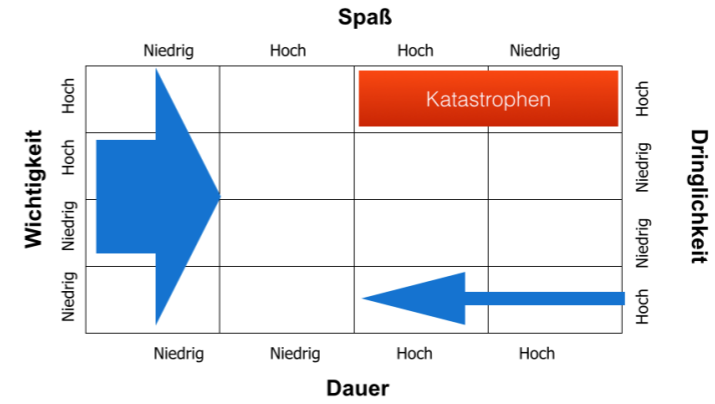 Spaß
Niedrig Hoch Hoch Niedrig
Wichtigkeit
Hoch
Hoch
Niedrig
Niedrig
Katastrophen
Hoch
Niedrig
Niedrig
Hoch
Dringlichkeit
Niedrig Niedrig Hoch Hoch
Dauer